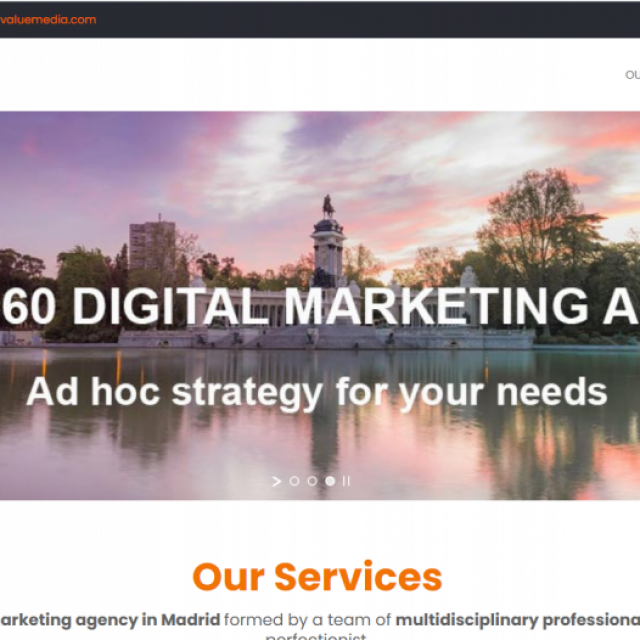 valuemedia.com
OU
60 DIGITAL MARKETING A
Ad hoc strategy for your needs
Our Services
arketing agency in Madrid formed by a team of multidisciplinary professiona
perfectionist